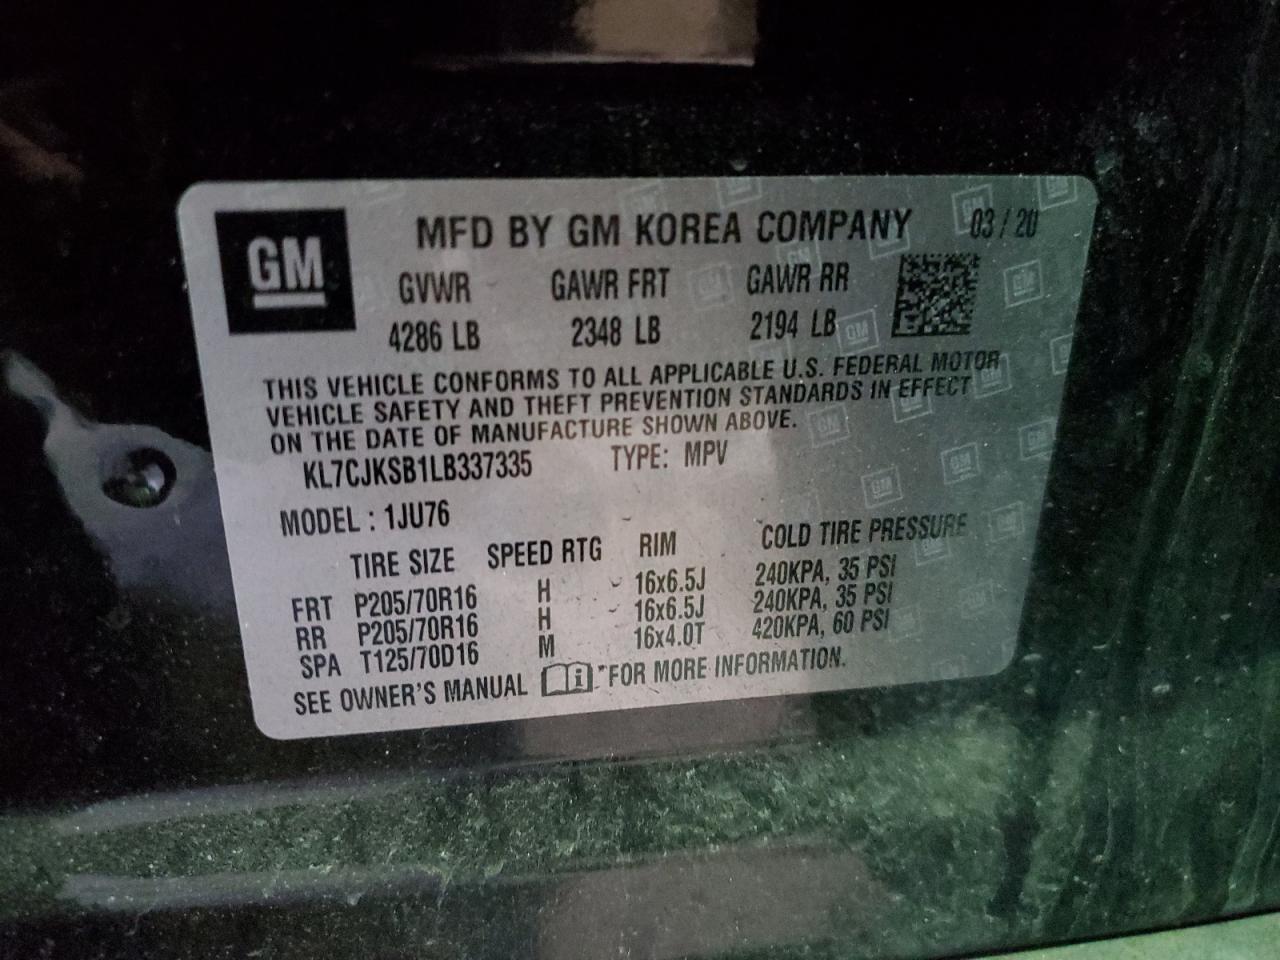 GM MFD BY GM KOREA COMPANY 03/20
GVWR GAWR FRT GAWR RR
4286 LB 2348 LB 2194 LB
THIS VEHICLE CONFORMS TO ALL APPLICABLE U.S. FEDERAL MOTOR
VEHICLE SAFETY AND THEFT PREVENTION STANDARDS IN EFFECT
ON THE DATE OF MANUFACTURE SHOWN ABOVE.
KL7CJKSB1LB337335 TYPE: MPV
MODEL : 1JU76
TIRE SIZE SPEED RTG RIM COLD TIRE PRESSURE
FRT P205/70R16 H 16x6.5J 240KPA, 35 PSI
RR P205/70R16 H 16x6.5J 240KPA, 35 PSI
SPA T125/70D16 M 16x4.0T 420KPA, 60 PSI
SEE OWNER'S MANUAL FOR MORE INFORMATION.